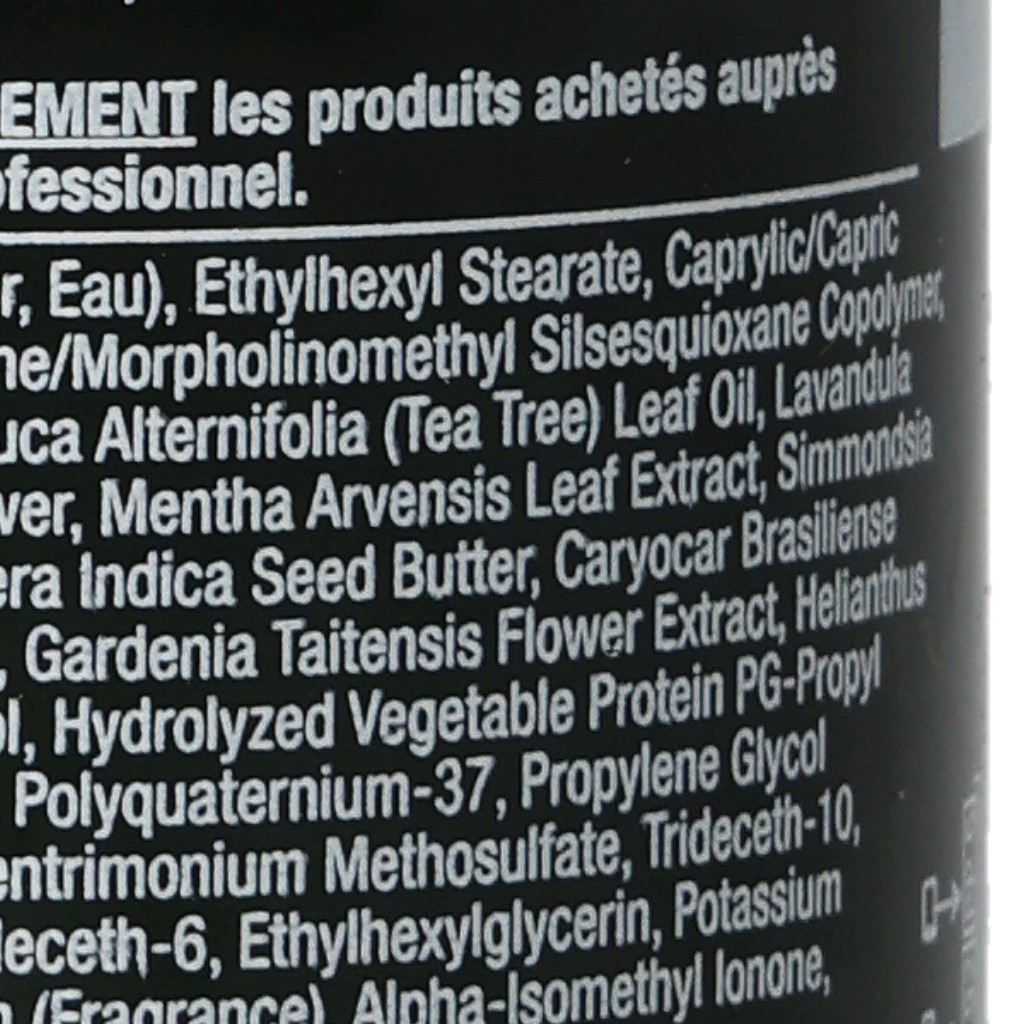 EMENT les produits achetés auprès
ofessionnel.
r, Eau), Ethylhexyl Stearate, Caprylic/Capric
ne/Morpholinomethyl Silsesquioxane Copolymer,
uca Alternifolia (Tea Tree) Leaf Oil, Lavandula
ver, Mentha Arvensis Leaf Extract, Simmondsia
era Indica Seed Butter, Caryocar Brasiliense
, Gardenia Taitensis Flower Extract, Helianthus
ol, Hydrolyzed Vegetable Protein PG-Propyl
Polyquaternium-37, Propylene Glycol
entrimonium Methosulfate, Trideceth-10,
deceth-6, Ethylhexylglycerin, Potassium
(Fragrance), Alpha-Isomethyl Ionone,